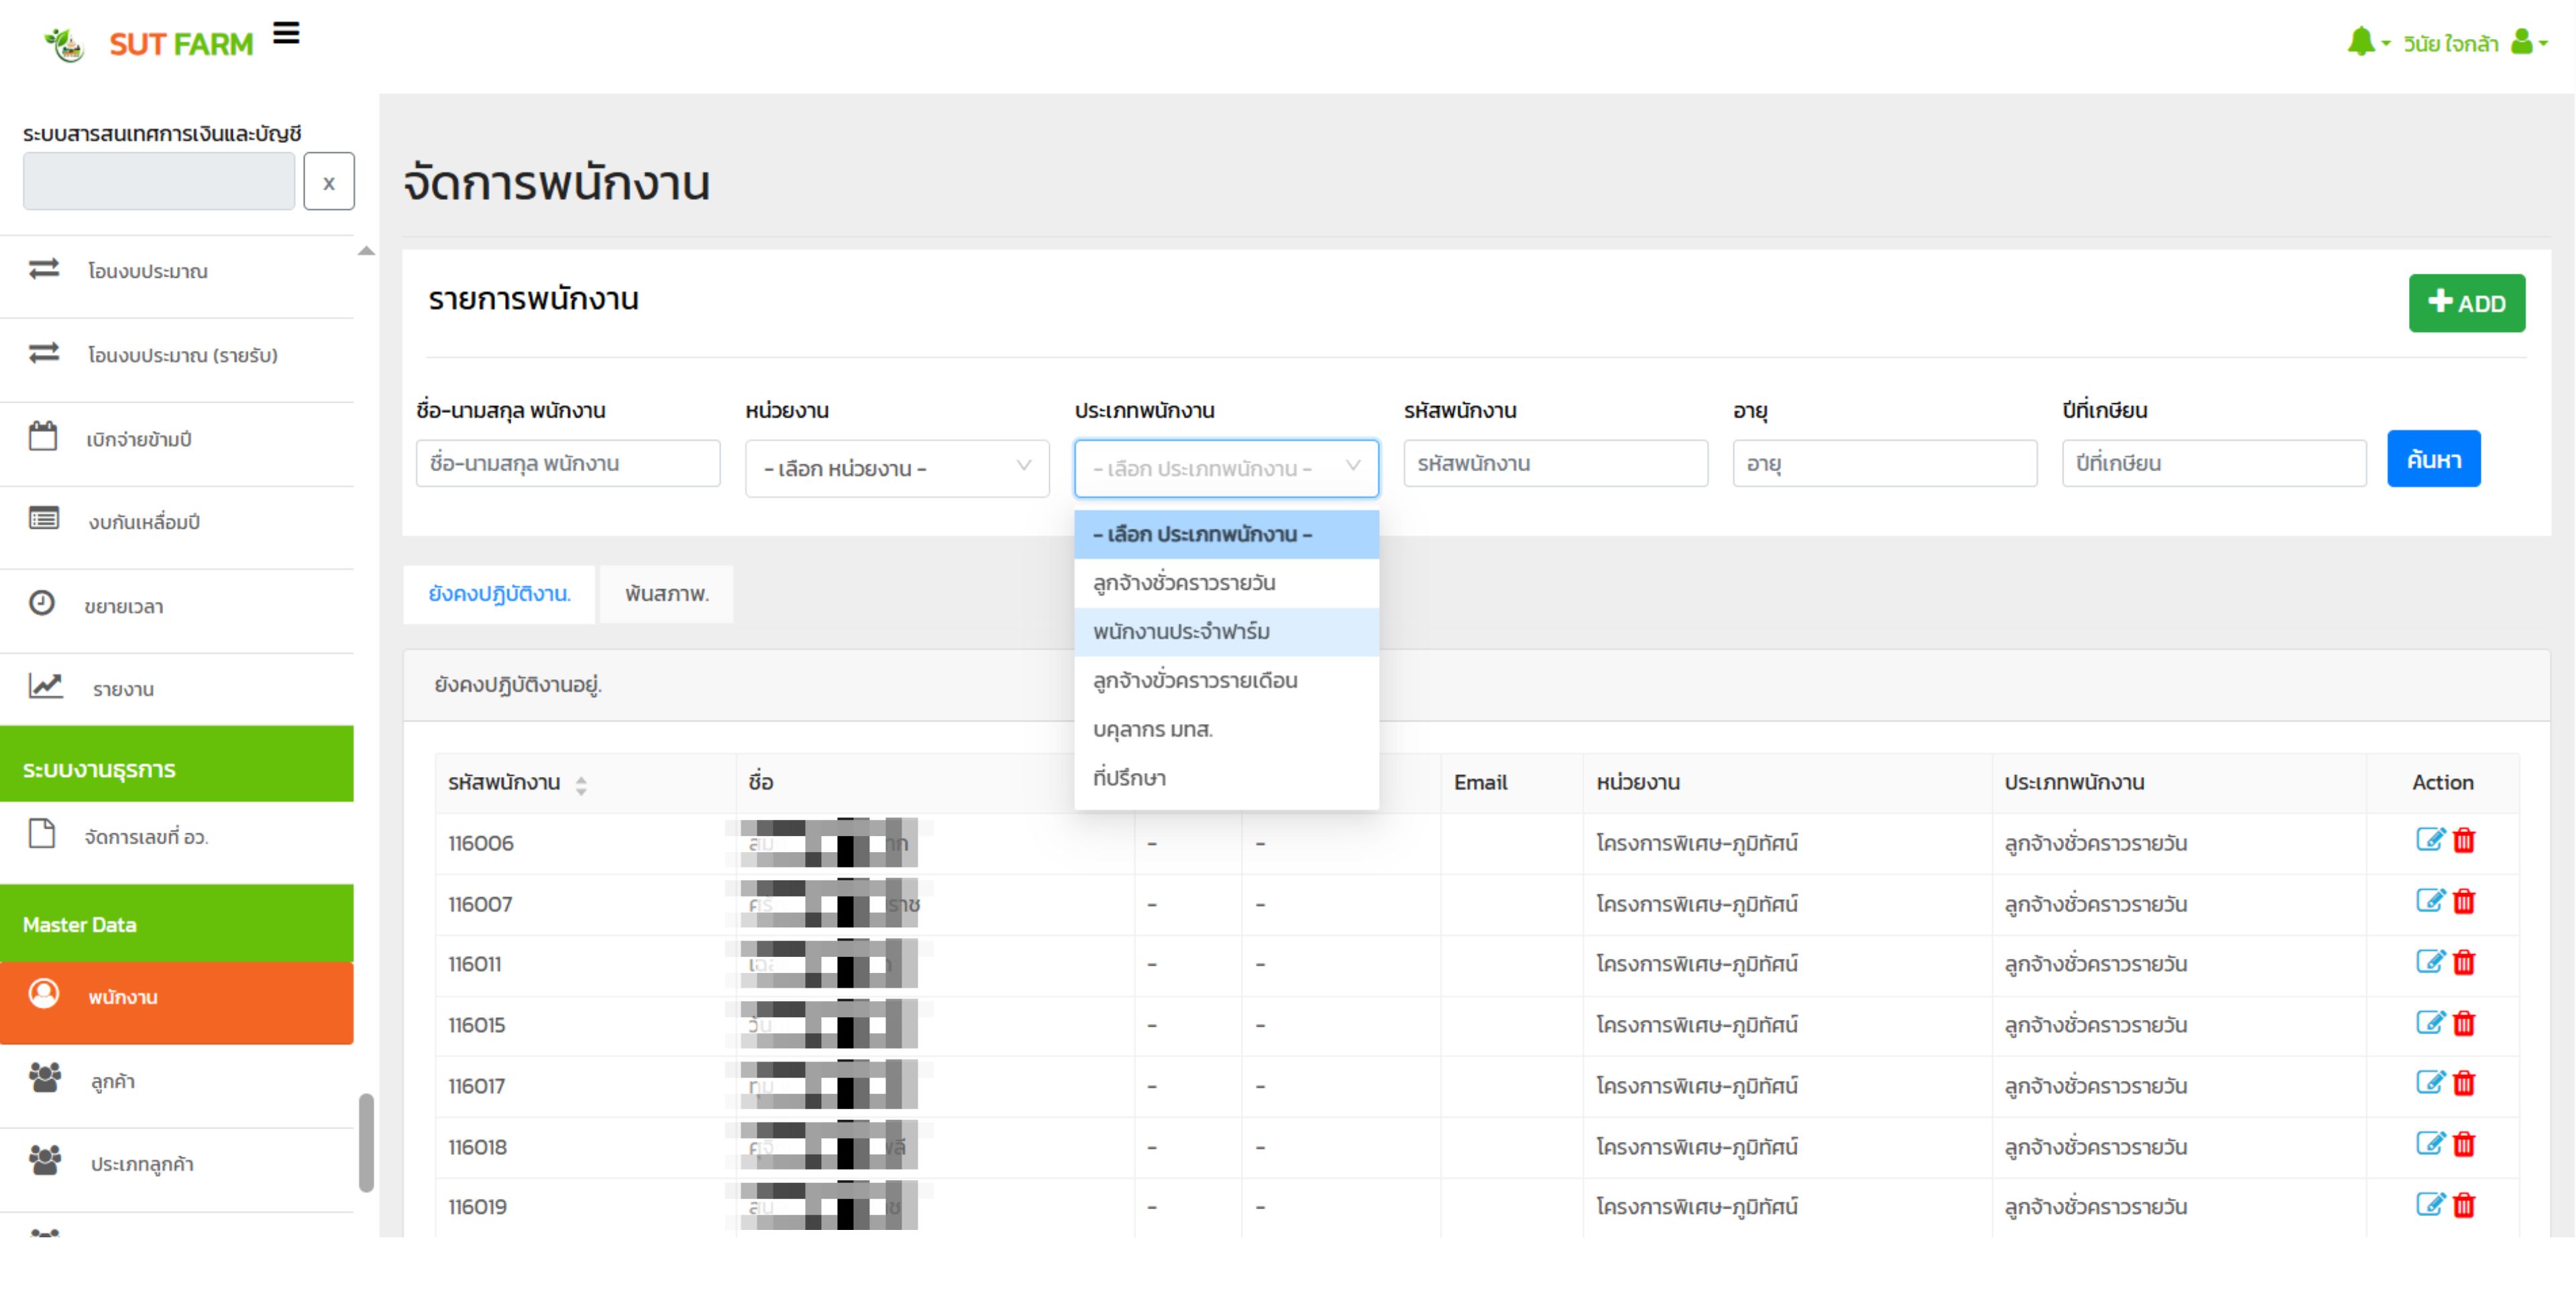 SUT FARM
วินัย ใจกล้า
ระบบสารสนเทศการเงินและบัญชี
x
โอนงบประมาณ
โอนงบประมาณ (รายรับ)
เบิกจ่ายข้ามปี
งบกันเหลื่อมปี
ขยายเวลา
รายงาน
ระบบงานธุรการ
จัดการเลขที่ อว.
Master Data
พนักงาน
ลูกค้า
ประเภทลูกค้า
จัดการพนักงาน
รายการพนักงาน
ADD
ชื่อ-นามสกุล พนักงาน หน่วยงาน ประเภทพนักงาน รหัสพนักงาน อายุ ปีที่เกษียน
ชื่อ-นามสกุล พนักงาน - เลือก หน่วยงาน - - เลือก ประเภทพนักงาน - รหัสพนักงาน อายุ ปีที่เกษียน ค้นหา
- เลือก ประเภทพนักงาน -
ลูกจ้างชั่วคราวรายวัน
พนักงานประจำฟาร์ม
ลูกจ้างขั่วคราวรายเดือน
บคุลากร มทส.
ที่ปรึกษา
ยังคงปฏิบัติงาน. พ้นสภาพ.
ยังคงปฏิบัติงานอยู่.
รหัสพนักงาน ชื่อ Email หน่วยงาน ประเภทพนักงาน Action
116006 - - โครงการพิเศษ-ภูมิทัศน์ ลูกจ้างชั่วคราวรายวัน
116007 - - โครงการพิเศษ-ภูมิทัศน์ ลูกจ้างชั่วคราวรายวัน
116011 - - โครงการพิเศษ-ภูมิทัศน์ ลูกจ้างชั่วคราวรายวัน
116015 - - โครงการพิเศษ-ภูมิทัศน์ ลูกจ้างชั่วคราวรายวัน
116017 - - โครงการพิเศษ-ภูมิทัศน์ ลูกจ้างชั่วคราวรายวัน
116018 - - โครงการพิเศษ-ภูมิทัศน์ ลูกจ้างชั่วคราวรายวัน
116019 - - โครงการพิเศษ-ภูมิทัศน์ ลูกจ้างชั่วคราวรายวัน